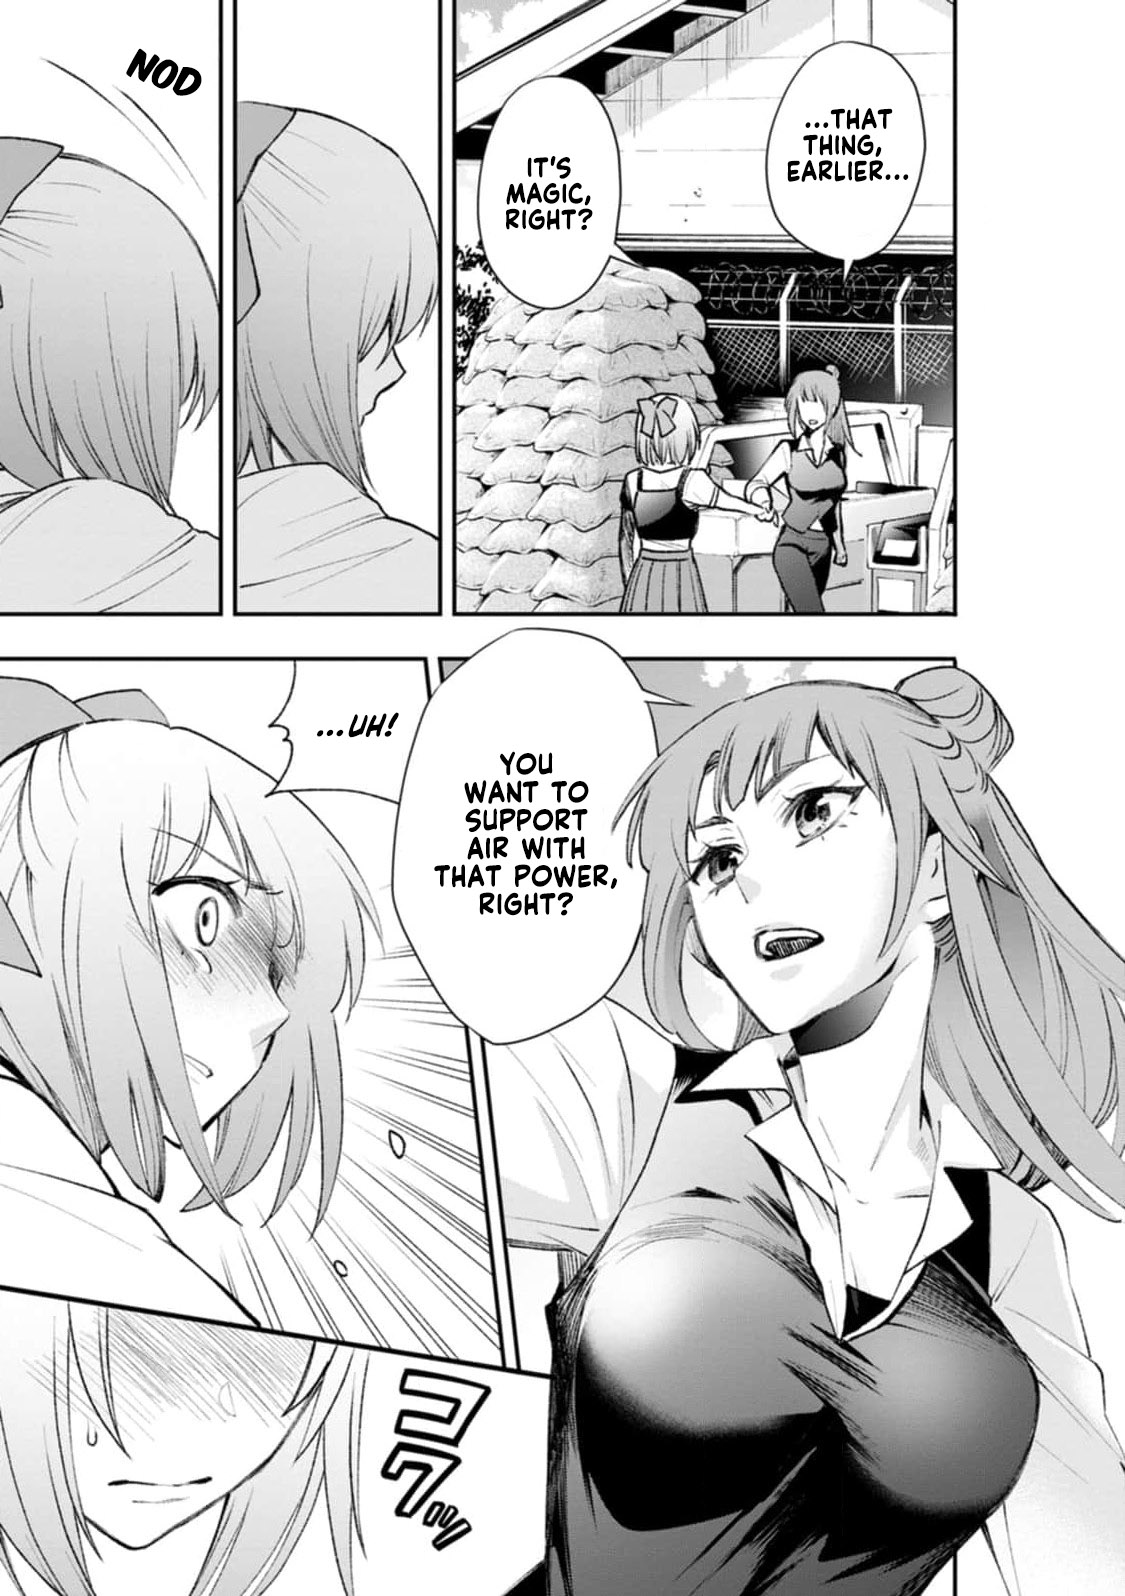 ...THAT
THING,
EARLIER...
IT'S
MAGIC,
RIGHT?
NOD
YOU
WANT TO
SUPPORT
AIR WITH
THAT POWER,
RIGHT?
...UH!
コクッ